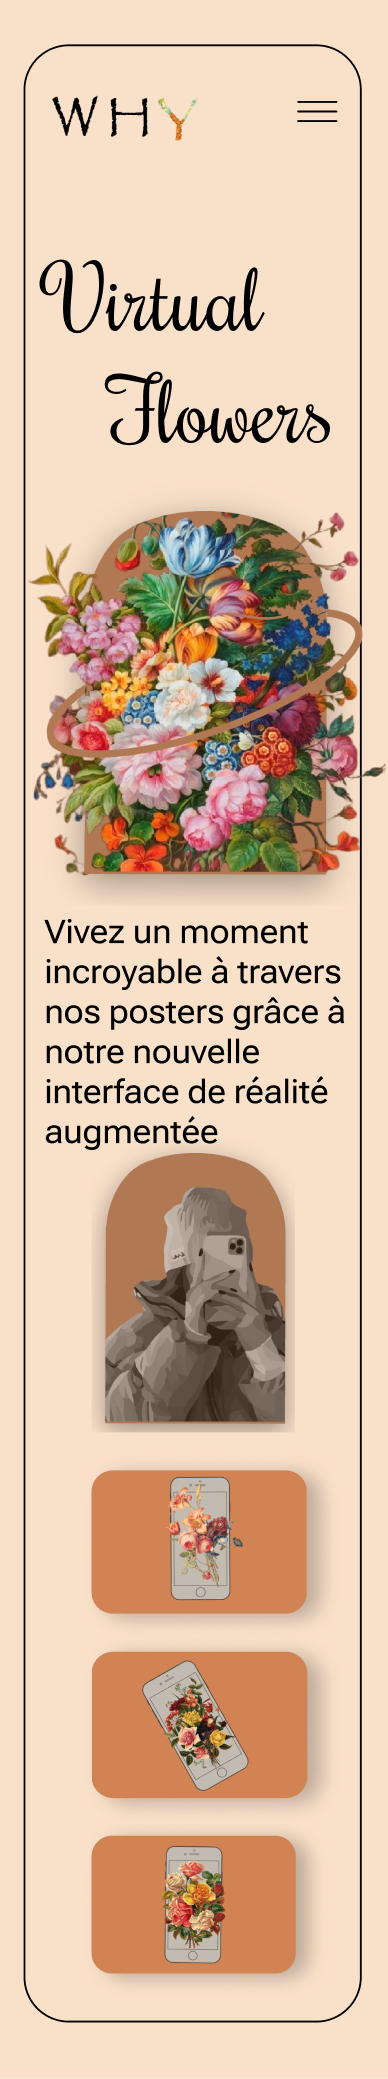 WHY
Virtual
Flowers
Vivez un moment
incroyable à travers
nos posters grâce à
notre nouvelle
interface de réalité
augmentée